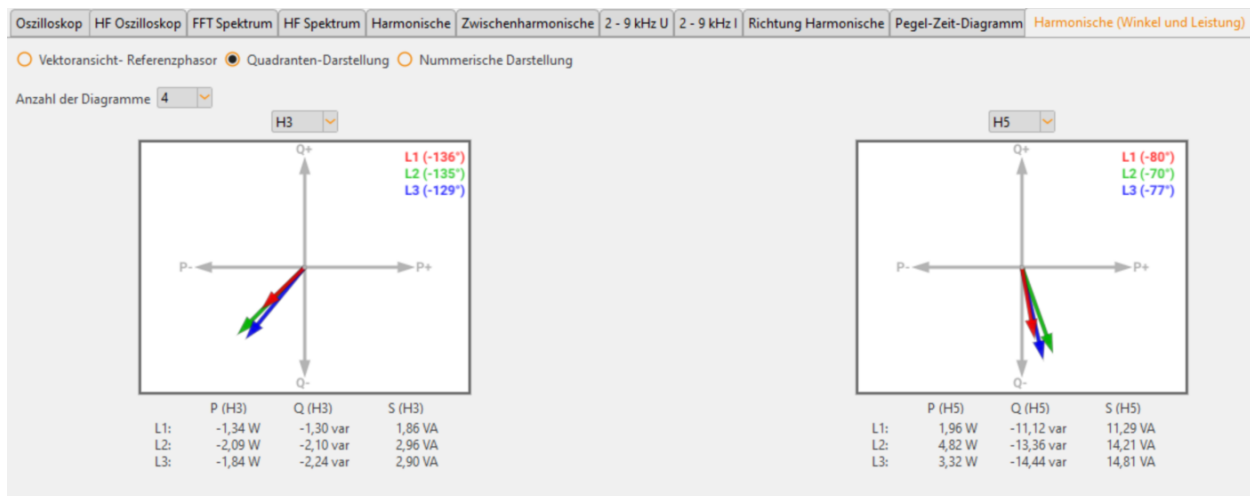 Oszilloskop HF Oszilloskop FFT Spektrum HF Spektrum Harmonische Zwischenharmonische 2 - 9 kHz U 2 - 9 kHz I Richtung Harmonische Pegel-Zeit-Diagramm Harmonische (Winkel und Leistung)
Vektoransicht- Referenzphasor Quadranten-Darstellung Nummerische Darstellung
Anzahl der Diagramme 4
H3
Q+
L1 (-136°)
L2 (-135°)
L3 (-129°)
P- P+
Q-
P (H3) Q (H3) S (H3)
L1: -1,34 W -1,30 var 1,86 VA
L2: -2,09 W -2,10 var 2,96 VA
L3: -1,84 W -2,24 var 2,90 VA
H5
Q+
L1 (-80°)
L2 (-70°)
L3 (-77°)
P- P+
Q-
P (H5) Q (H5) S (H5)
L1: 1,96 W -11,12 var 11,29 VA
L2: 4,82 W -13,36 var 14,21 VA
L3: 3,32 W -14,44 var 14,81 VA